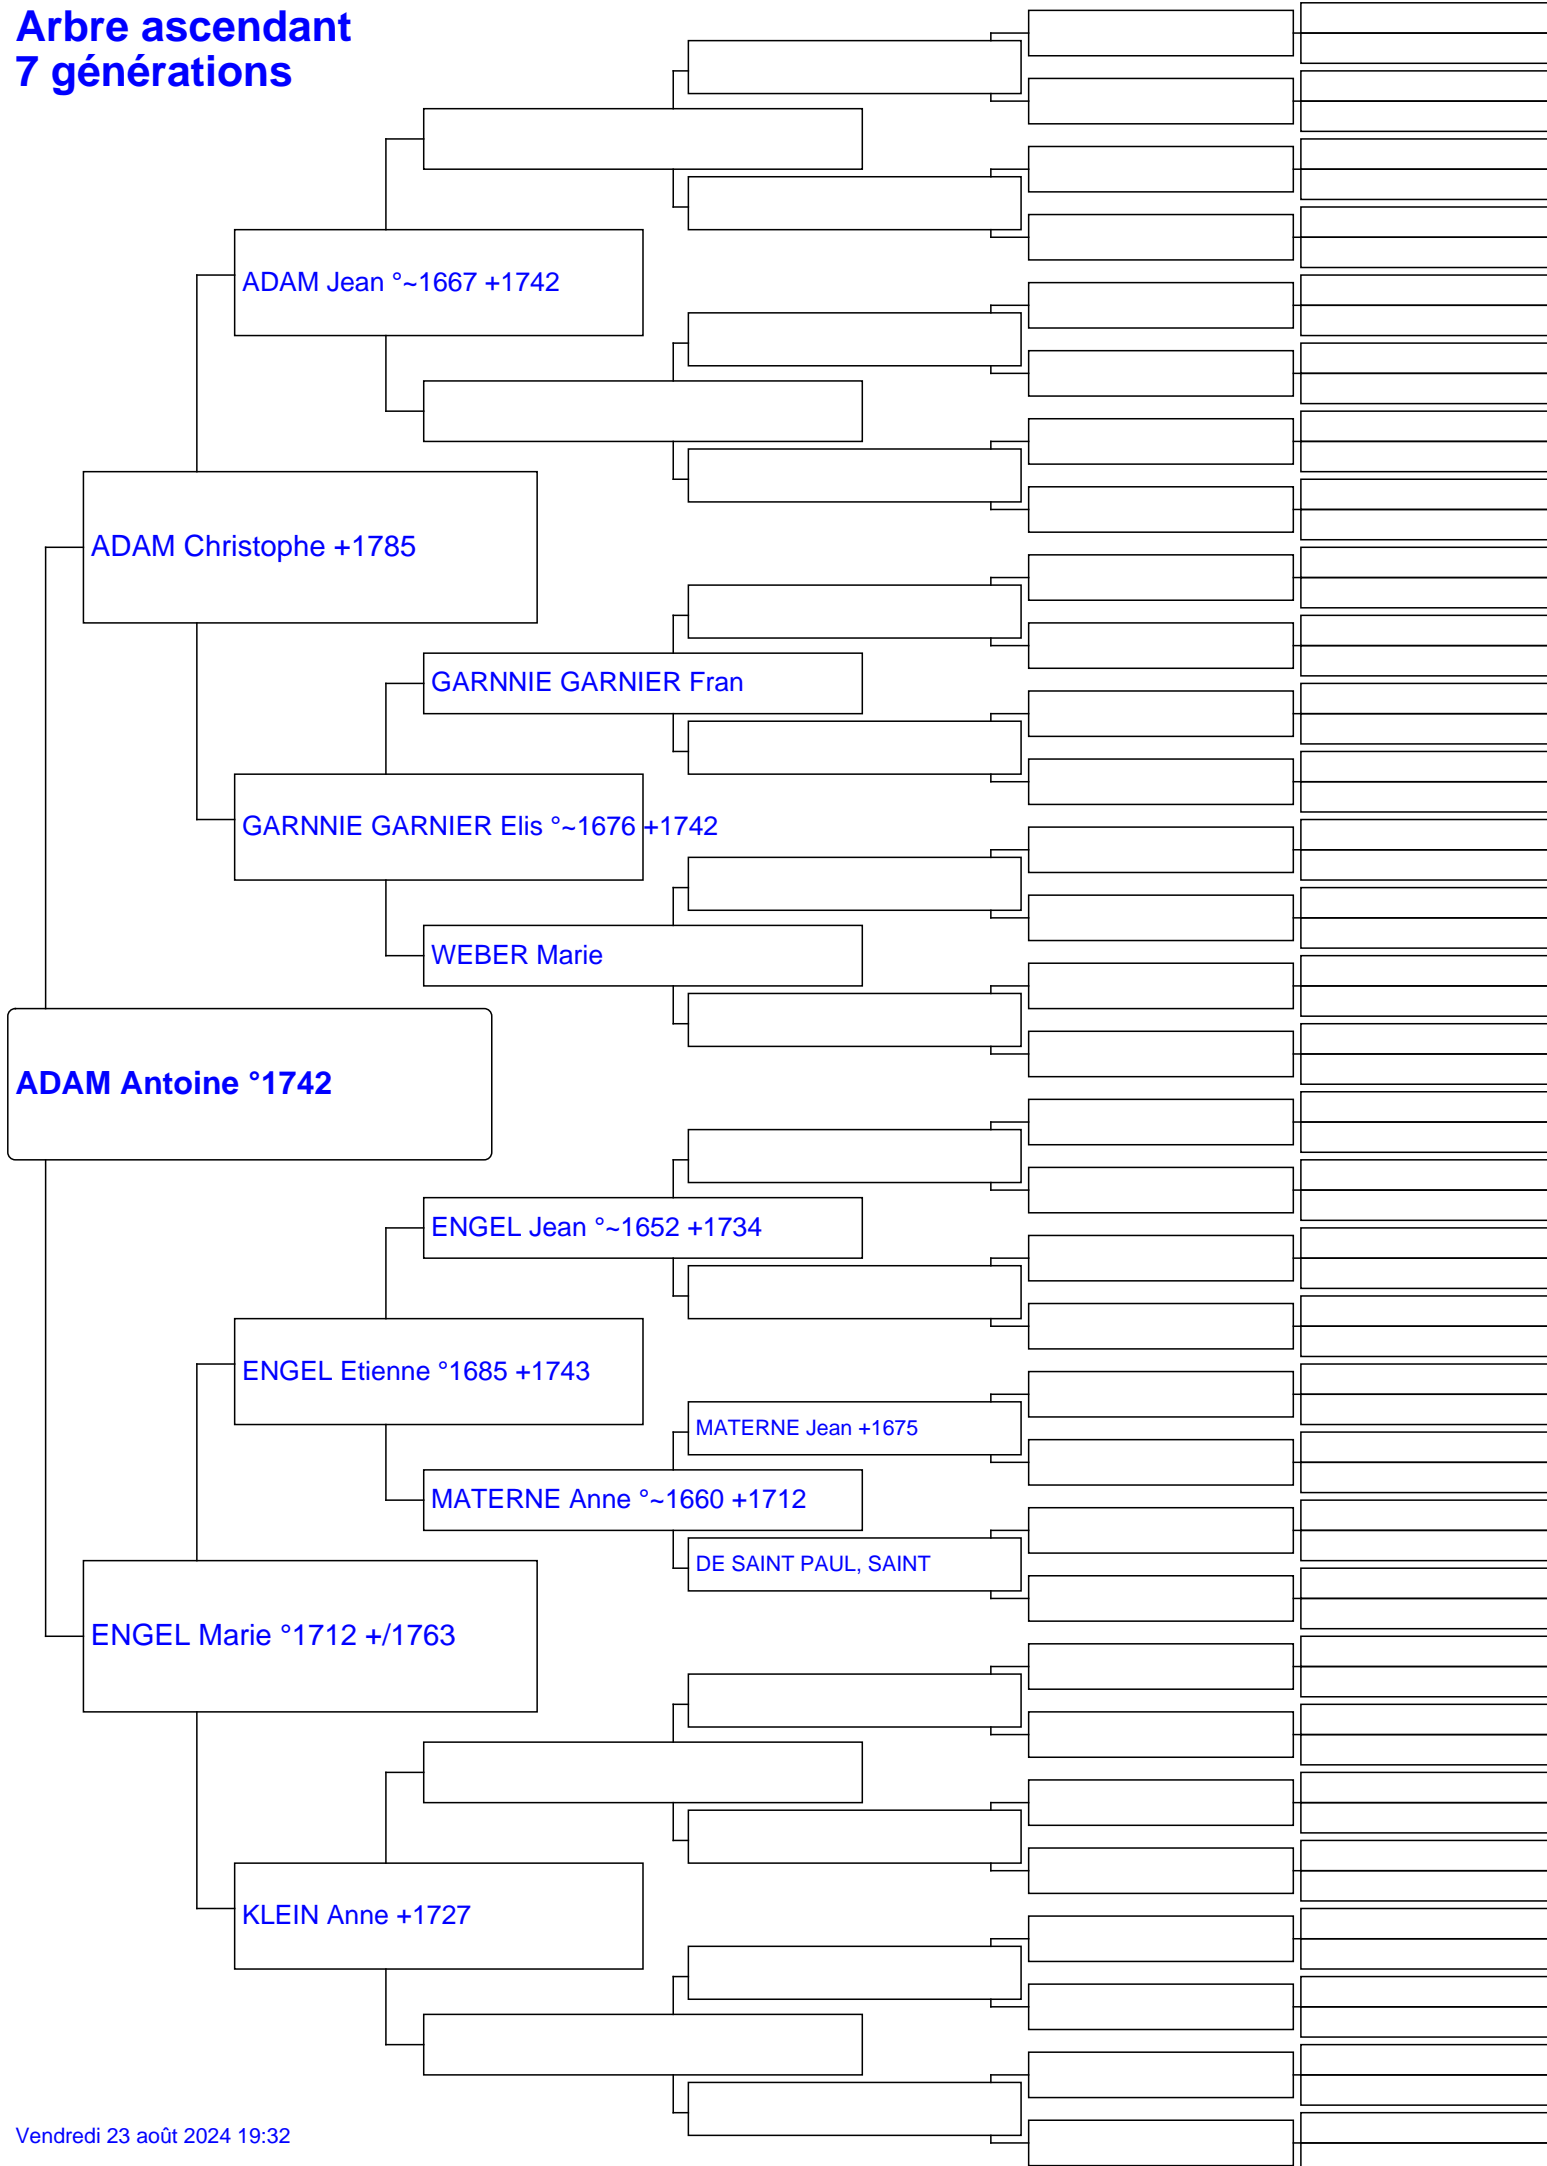 Arbre ascendant
7 générations
ADAM Jean °~1667 +1742
ADAM Christophe +1785
GARNNIE GARNIER Fran
GARNNIE GARNIER Elis °~1676 +1742
WEBER Marie
ADAM Antoine °1742
ENGEL Jean °~1652 +1734
ENGEL Etienne °1685 +1743
MATERNE Jean +1675
MATERNE Anne °~1660 +1712
DE SAINT PAUL, SAINT
ENGEL Marie °1712 +/1763
KLEIN Anne +1727
Vendredi 23 août 2024 19:32